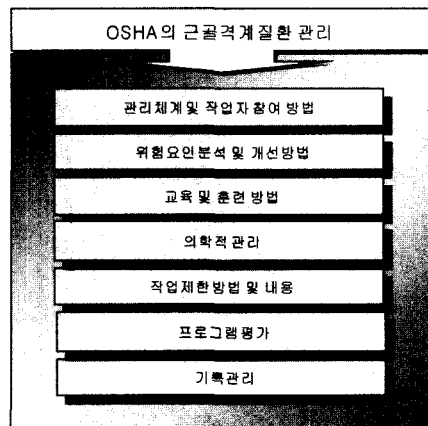 OSHA의 근골격계질환 관리
관리체계및 작업자참여 방법
위험요인분석 및 개선방법
교육 및 훈련 방법
의학적관리
작업제한방법 및 내용
프로그램평가
기록관리